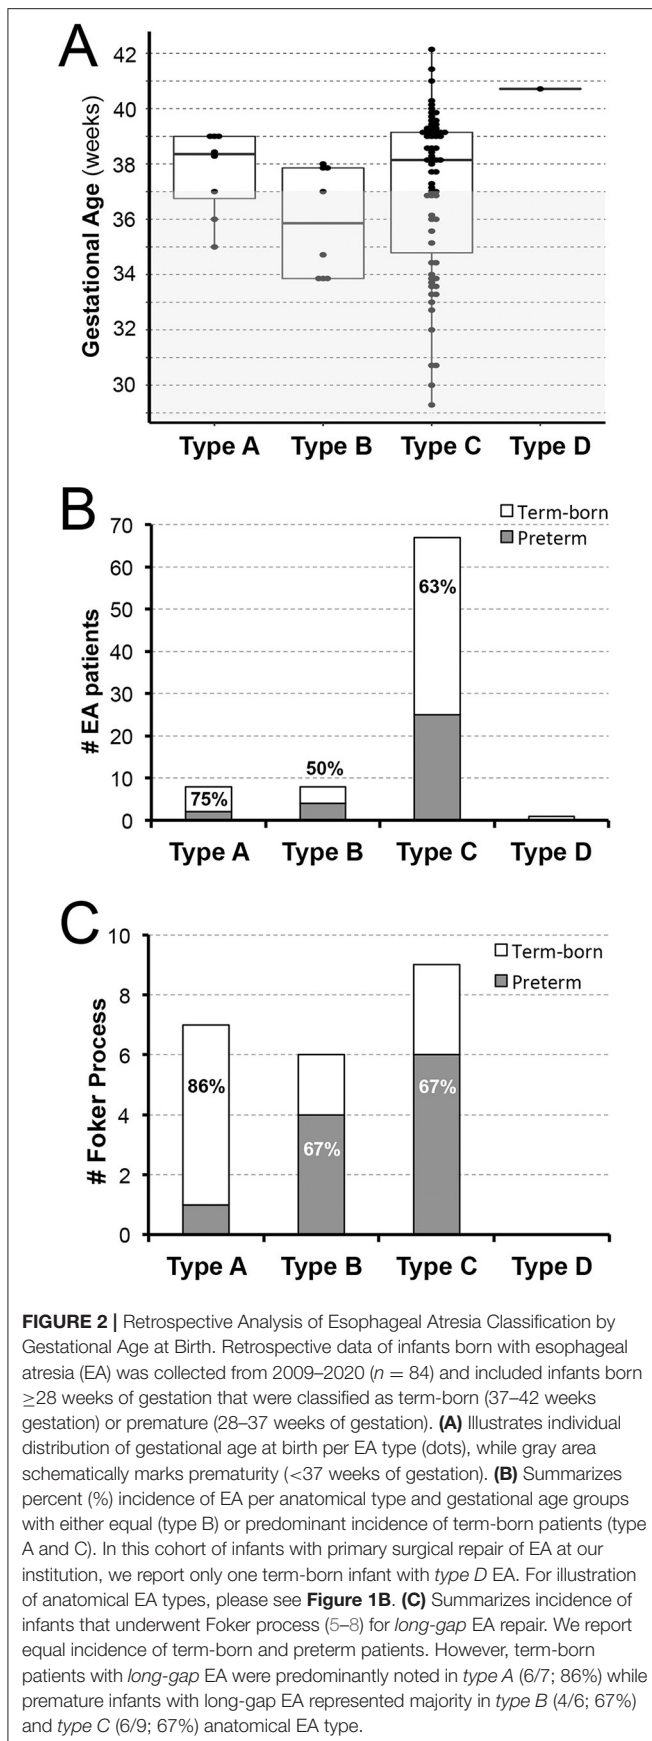 A
Gestational Age (weeks)
42
40
38
36
34
32
30
Type A Type B Type C Type D
B
# EA patients
70
60
50
40
30
20
10
0
Term-born
Preterm
75%
50%
63%
Type A Type B Type C Type D
C
# Foker Process
10
8
6
4
2
0
Term-born
Preterm
86%
67%
67%
Type A Type B Type C Type D
FIGURE 2 | Retrospective Analysis of Esophageal Atresia Classification by
Gestational Age at Birth. Retrospective data of infants born with esophageal
atresia (EA) was collected from 2009–2020 (n = 84) and included infants born
≥28 weeks of gestation that were classified as term-born (37–42 weeks
gestation) or premature (28–37 weeks of gestation). (A) Illustrates individual
distribution of gestational age at birth per EA type (dots), while gray area
schematically marks prematurity (<37 weeks of gestation). (B) Summarizes
percent (%) incidence of EA per anatomical type and gestational age groups
with either equal (type B) or predominant incidence of term-born patients (type
A and C). In this cohort of infants with primary surgical repair of EA at our
institution, we report only one term-born infant with type D EA. For illustration
of anatomical EA types, please see Figure 1B. (C) Summarizes incidence of
infants that underwent Foker process (5–8) for long-gap EA repair. We report
equal incidence of term-born and preterm patients. However, term-born
patients with long-gap EA were predominantly noted in type A (6/7; 86%) while
premature infants with long-gap EA represented majority in type B (4/6; 67%)
and type C (6/9; 67%) anatomical EA type.